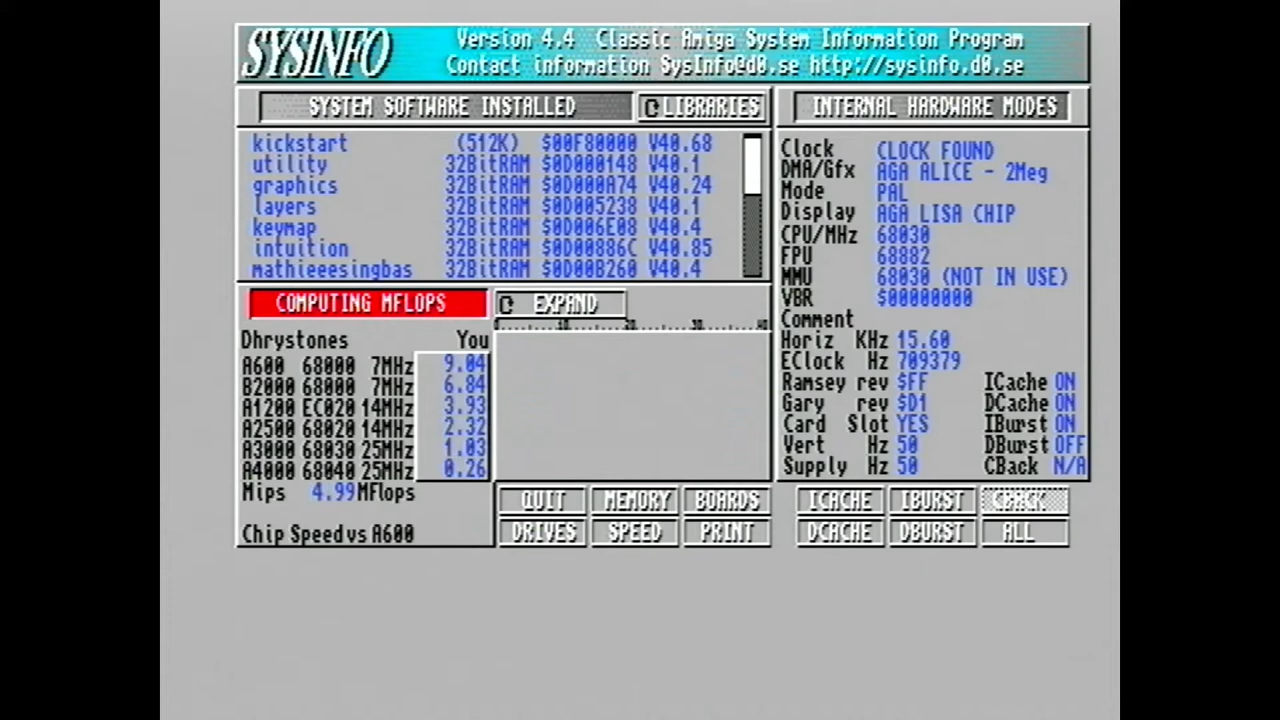 SYSINFO
Version 4.4 Classic Amiga System Information Program
Contact information SysInfo@d0.se http://sysinfo.d0.se
SYSTEM SOFTWARE INSTALLED
LIBRARIES
kickstart (512K) $00F80000 V40.68
utility 32BitRAM $0D000148 V40.1
graphics 32BitRAM $0D000A74 V40.24
layers 32BitRAM $0D005238 V40.1
keymap 32BitRAM $0D006E08 V40.4
intuition 32BitRAM $0D00886C V40.85
mathieeesingbas 32BitRAM $0D00B260 V40.4
INTERNAL HARDWARE MODES
Clock CLOCK FOUND
DMA/Gfx AGA ALICE - 2Meg
Mode PAL
Display AGA LISA CHIP
CPU/MHz 68030
FPU 68882
MMU 68030 (NOT IN USE)
VBR $00000000
Comment
Horiz KHz 15.60
EClock Hz 709379
Ramsey rev $FF ICache ON
Gary rev $D1 DCache ON
Card Slot YES IBurst ON
Vert Hz 50 DBurst OFF
Supply Hz 50 CBack N/A
COMPUTING MFLOPS
EXPAND
Dhrystones You
A600 68000 7MHz 9.04
B2000 68000 7MHz 6.84
A1200 EC020 14MHz 3.93
A2500 68020 14MHz 2.32
A3000 68030 25MHz 1.03
A4000 68040 25MHz 0.26
Mips 4.99 MFlops
Chip Speed vs A600
0 10 20 30 40
QUIT MEMORY BOARDS
DRIVES SPEED PRINT
ICACHE IBURST CBACK
DCACHE DBURST ALL